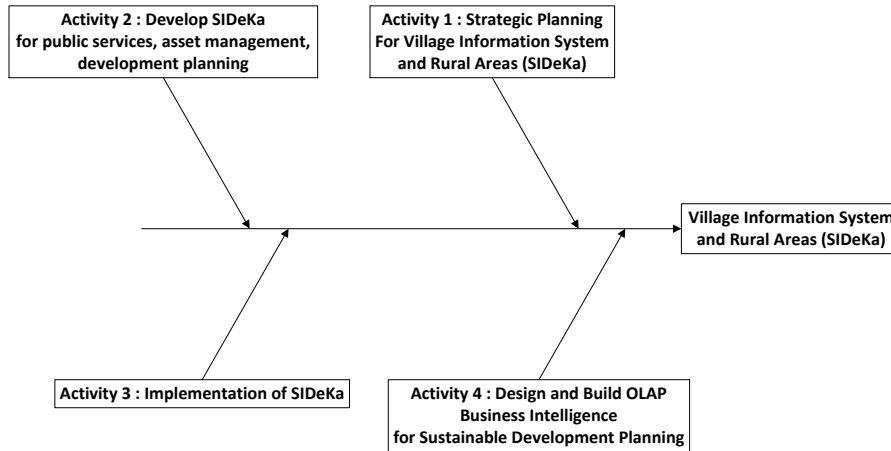 Activity 2 : Develop SIDeKa
for public services, asset management,
development planning
Activity 1 : Strategic Planning
For Village Information System
and Rural Areas (SIDeKa)
Village Information System
and Rural Areas (SIDeKa)
Activity 3 : Implementation of SIDeKa
Activity 4 : Design and Build OLAP
Business Intelligence
for Sustainable Development Planning